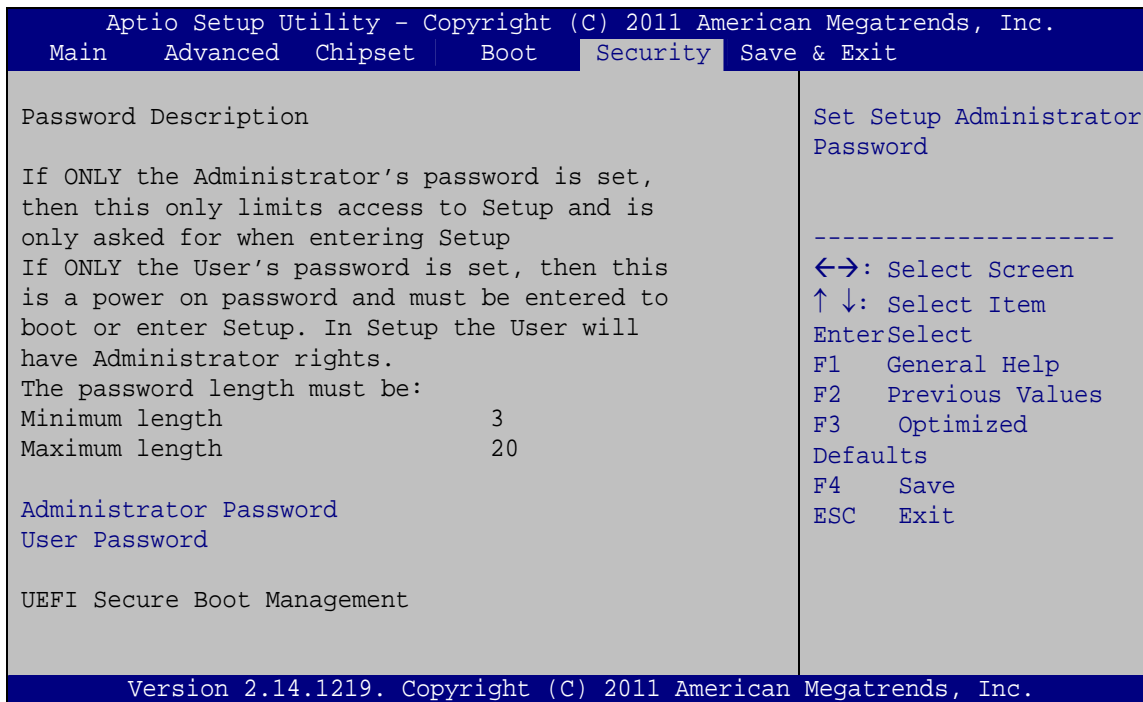 Aptio Setup Utility – Copyright (C) 2011 American Megatrends, Inc.
Main Advanced Chipset Boot Security Save & Exit
Password Description
If ONLY the Administrator's password is set,
then this only limits access to Setup and is
only asked for when entering Setup
If ONLY the User's password is set, then this
is a power on password and must be entered to
boot or enter Setup. In Setup the User will
have Administrator rights.
The password length must be:
Minimum length 3
Maximum length 20
Administrator Password
User Password
UEFI Secure Boot Management
Set Setup Administrator
Password
---------------------
←→: Select Screen
↑ ↓: Select Item
EnterSelect
F1 General Help
F2 Previous Values
F3 Optimized
Defaults
F4 Save
ESC Exit
Version 2.14.1219. Copyright (C) 2011 American Megatrends, Inc.